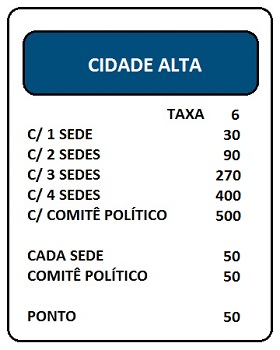 CIDADE ALTA
TAXA 6
C/ 1 SEDE 30
C/ 2 SEDES 90
C/ 3 SEDES 270
C/ 4 SEDES 400
C/ COMITÊ POLÍTICO 500
CADA SEDE 50
COMITÊ POLÍTICO 50
PONTO 50